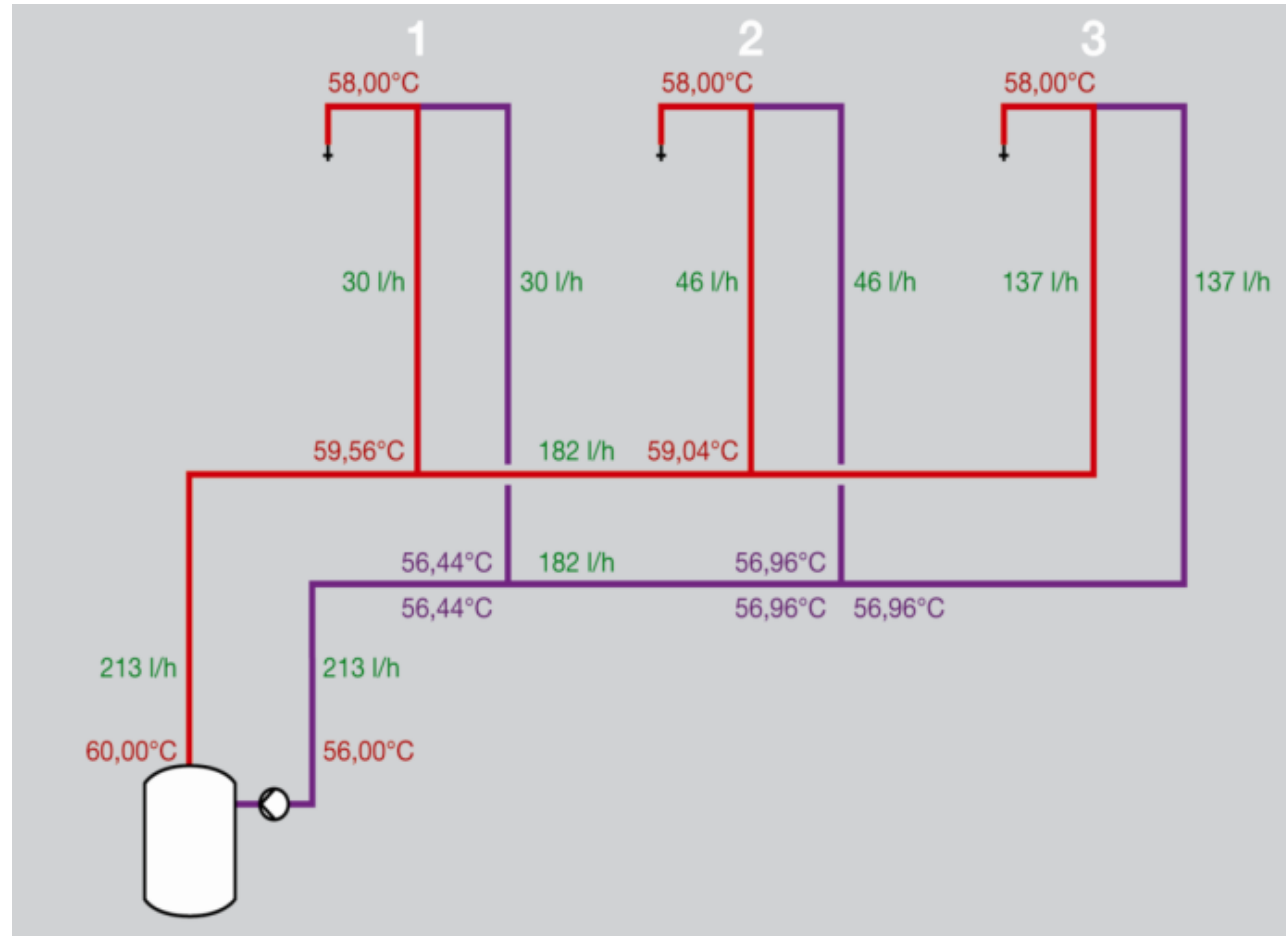 1 2 3
58,00°C 58,00°C 58,00°C
30 l/h 30 l/h 46 l/h 46 l/h 137 l/h 137 l/h
59,56°C 182 l/h 59,04°C
56,44°C 182 l/h 56,96°C
56,44°C 56,96°C 56,96°C
213 l/h 213 l/h
60,00°C 56,00°C